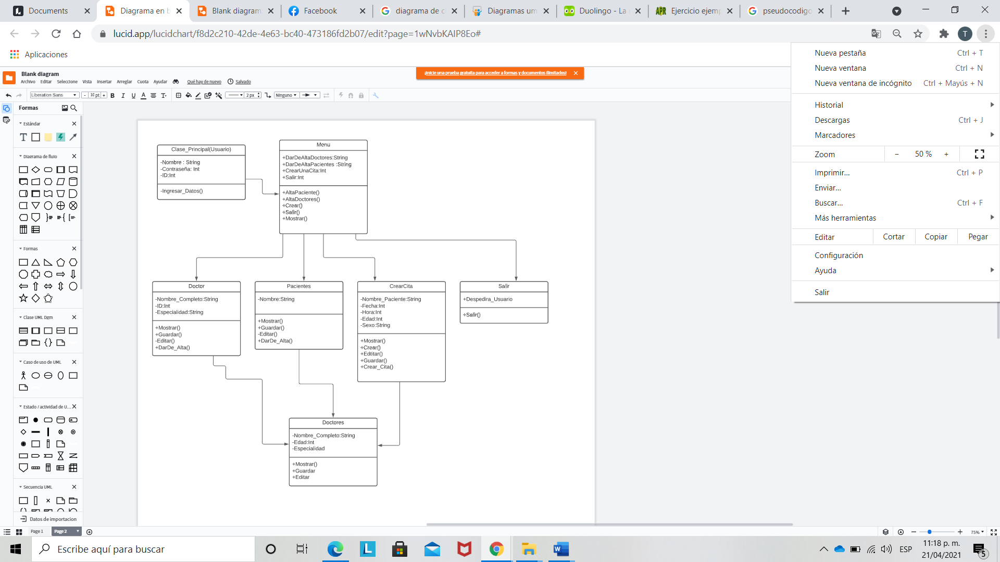 Documents
Diagrama en b
Blank diagram
Facebook
diagrama de c
Diagramas um
Duolingo - La
APR
Ejercicio ejem
pseudocodigo
lucid.app/lucidchart/f8d2c210-42de-4e63-bc40-473186fd2b07/edit?page=1wNvbKAIP8Eo#
T
Aplicaciones
Blank diagram
Archivo Editar Seleccione Vista Insertar Arreglar Cuota Ayudar Qué hay de nuevo Salvado
¡Inicie una prueba gratuita para acceder a formas y documentos ilimitados!
Liberation Sans - 10 pt + B I U A T 2 px Ninguno
Formas
Estándar
T
Diagrama de flujo
Formas
Clase UML Dgm
Caso de uso de UML
Estado / actividad de U...
Secuencia UML
Datos de importacion
Clase_Principal(Usuario)
-Nombre : String
-Contraseña: Int
-ID:Int
-Ingresar_Datos()
Menu
+DarDeAltaDoctores:String
+DarDeAltaPacientes :String
+CrearUnaCita:Int
+Salir:Int
+AltaPaciente()
+AltaDoctores()
+Crear()
+Salir()
+Mostrar()
Doctor
-Nombre_Completo:String
-ID:Int
-Especialidad:String
+Mostrar()
+Guardar()
-Editar()
+DarDe_Alta()
Pacientes
-Nombre:String
+Mostrar()
+Guardar()
-Editar()
+DarDe_Alta()
CrearCita
-Nombre_Paciente:String
-Fecha:Int
-Hora:Int
-Edad:Int
-Sexo:String
+Mostrar()
+Crear()
+Edtitar()
+Guardar()
+Crear_Cita()
Salir
+Despedira_Usuario
+Salir()
Doctores
-Nombre_Completo:String
-Edad:Int
-Especialidad
+Mostrar()
+Guardar
+Editar
Nueva pestaña Ctrl + T
Nueva ventana Ctrl + N
Nueva ventana de incógnito Ctrl + Mayús + N
Historial
Descargas Ctrl + J
Marcadores
Zoom - 50 % +
Imprimir... Ctrl + P
Enviar...
Buscar... Ctrl + F
Más herramientas
Editar Cortar Copiar Pegar
Configuración
Ayuda
Salir
Page 1 Page 2
75%
Escribe aquí para buscar
ESP
11:18 p. m.
21/04/2021
5